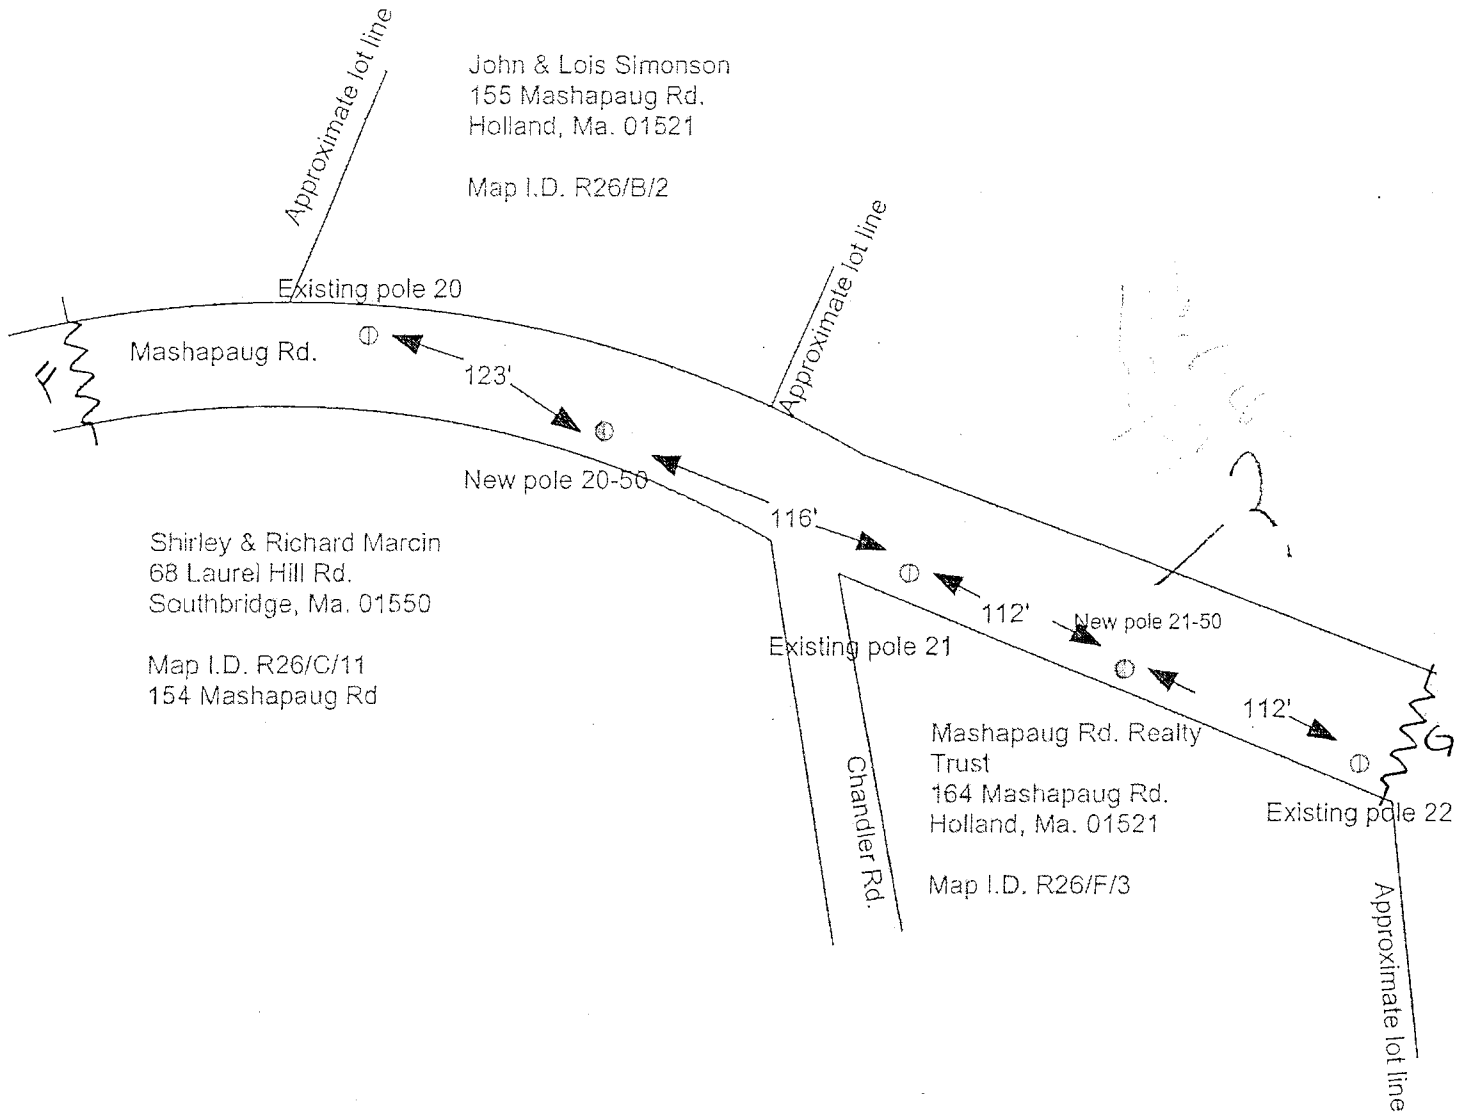 Approximate lot line
John & Lois Simonson
155 Mashapaug Rd.
Holland, Ma. 01521
Map I.D. R26/B/2
Approximate lot line
Existing pole 20
Mashapaug Rd.
F
123'
New pole 20-50
116'
Shirley & Richard Marcin
68 Laurel Hill Rd.
Southbridge, Ma. 01550
Map I.D. R26/C/11
154 Mashapaug Rd
Existing pole 21
112'
New pole 21-50
112'
G
Existing pole 22
Mashapaug Rd. Realty
Trust
164 Mashapaug Rd.
Holland, Ma. 01521
Map I.D. R26/F/3
Chandler Rd.
Approximate lot line